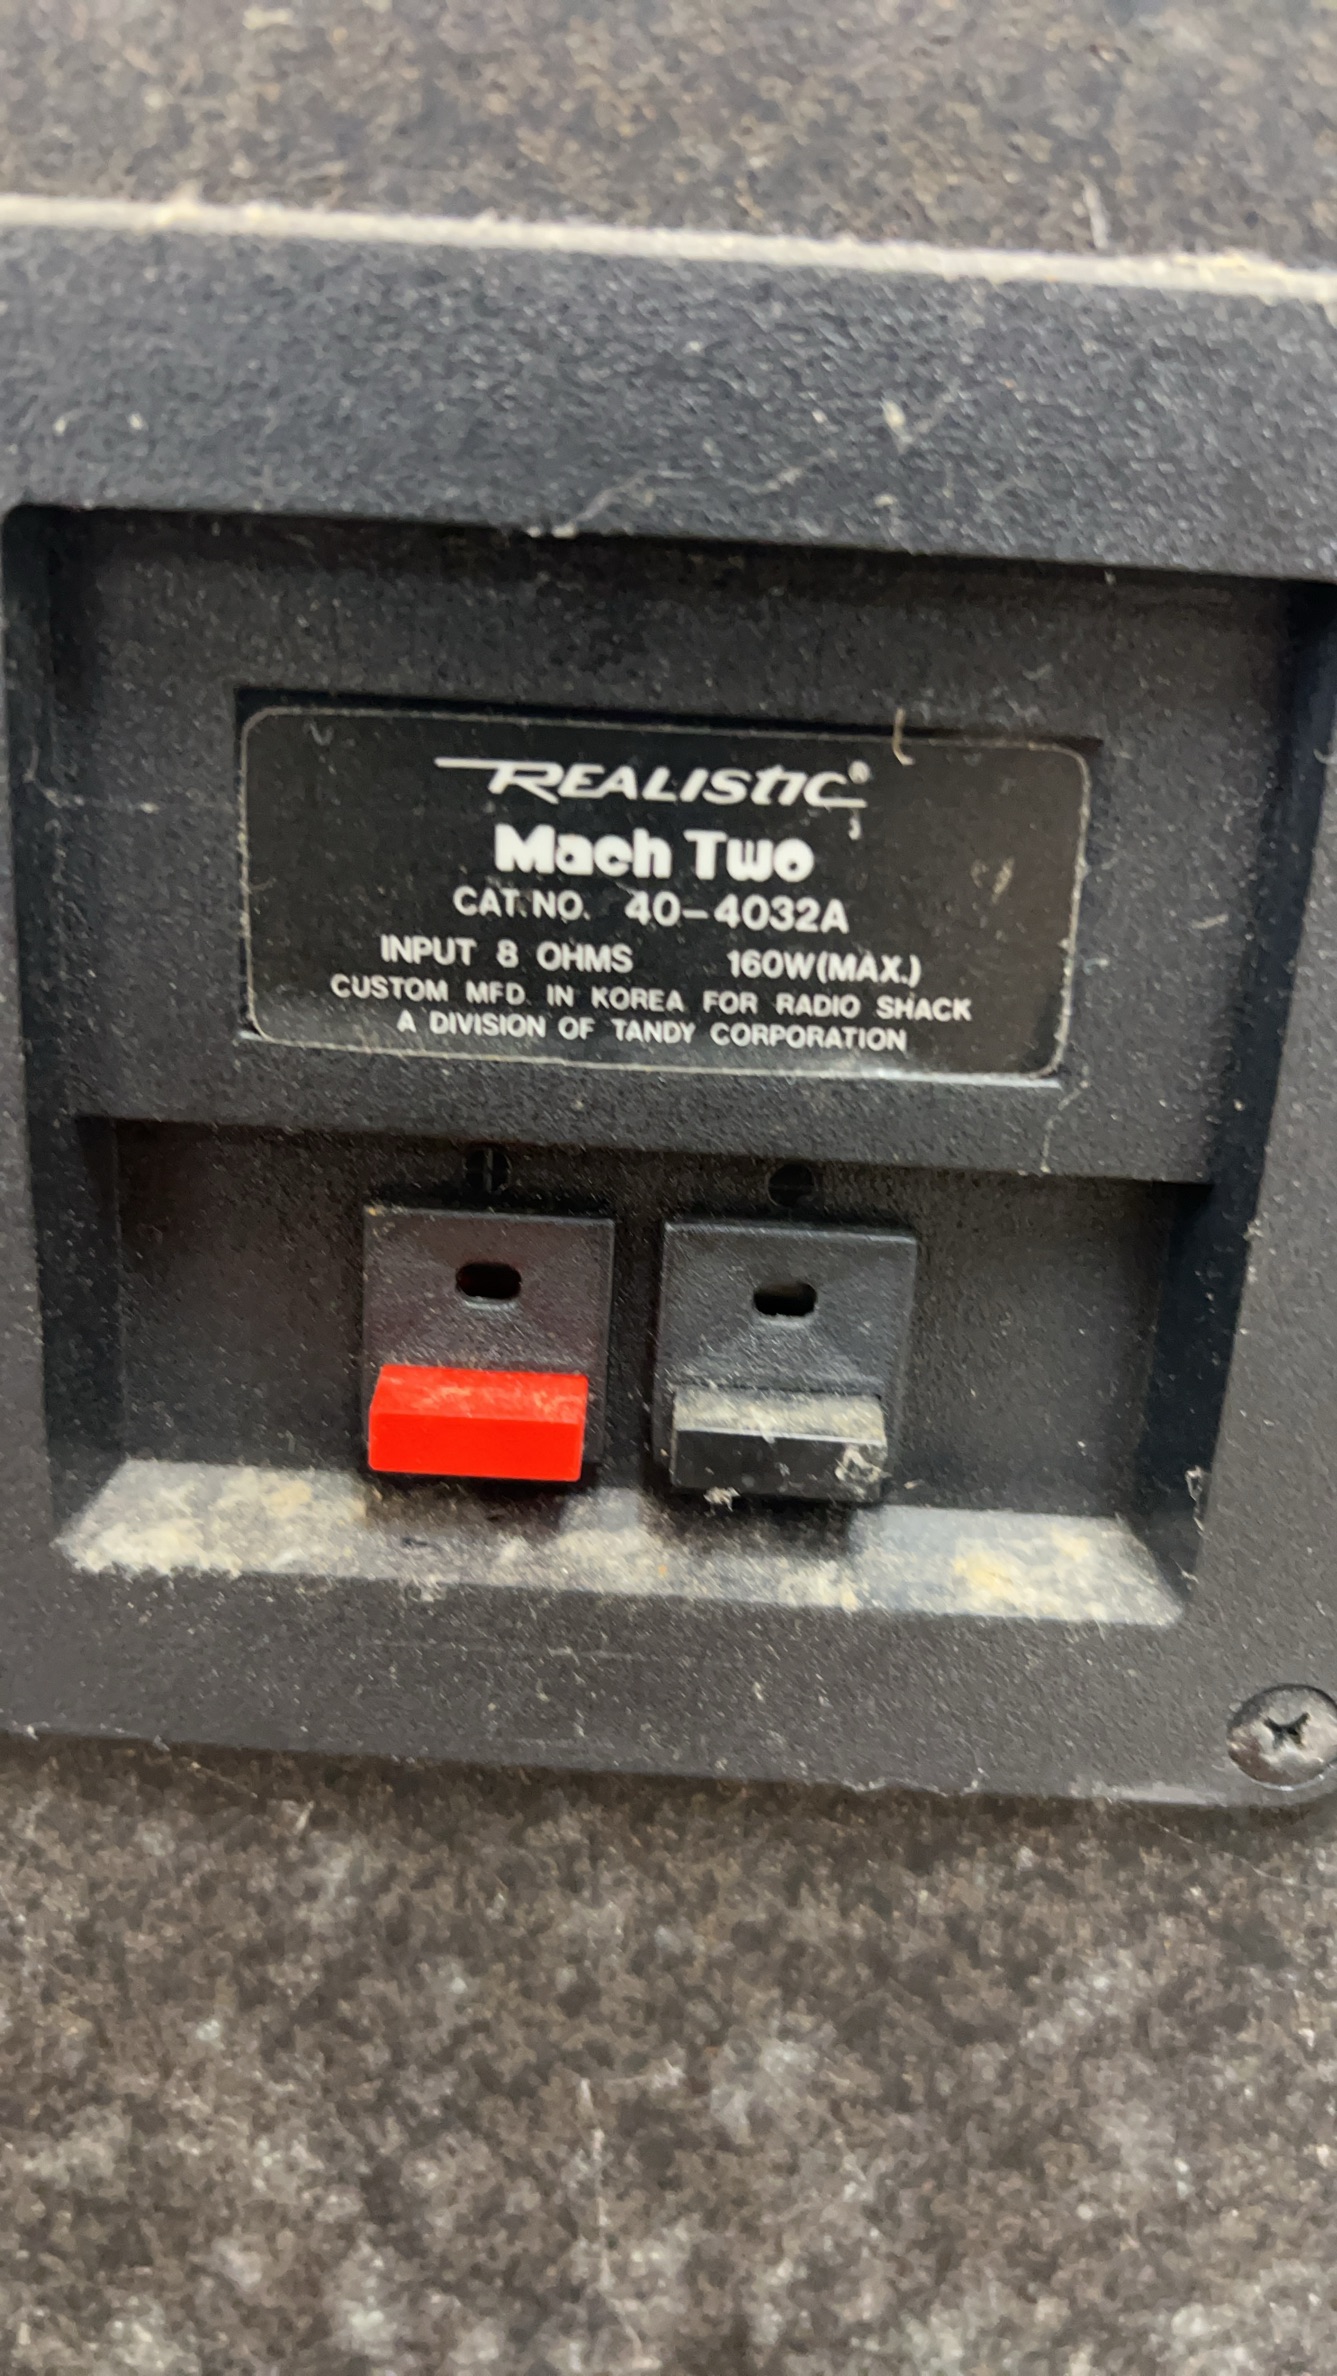 REALISTIC®
Mach Two
CAT. NO. 40-4032A
INPUT 8 OHMS 160W(MAX.)
CUSTOM MFD. IN KOREA FOR RADIO SHACK
A DIVISION OF TANDY CORPORATION